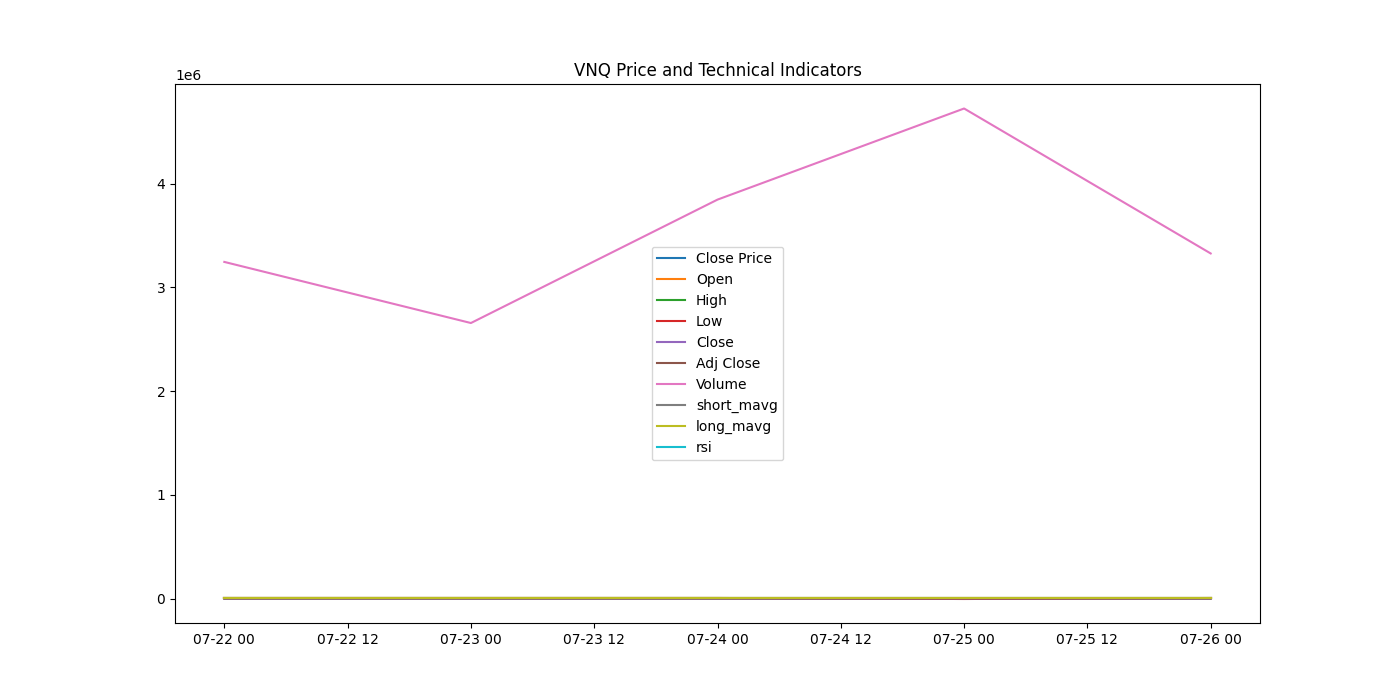 VNQ Price and Technical Indicators
1e6
4
3
2
1
0
Close Price
Open
High
Low
Close
Adj Close
Volume
short_mavg
long_mavg
rsi
07-22 00 07-22 12 07-23 00 07-23 12 07-24 00 07-24 12 07-25 00 07-25 12 07-26 00